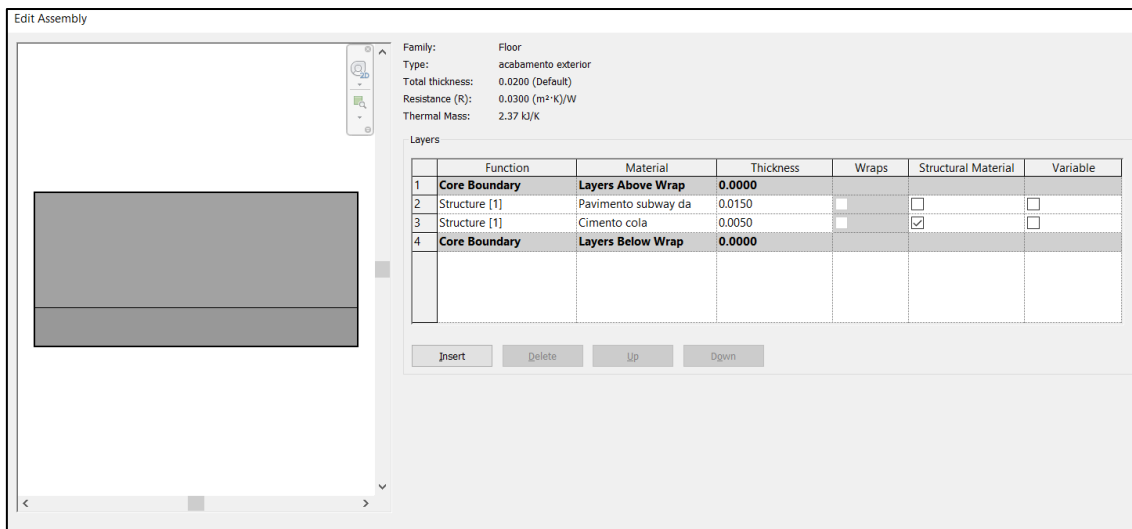 Edit Assembly
Family: Floor
Type: acabamento exterior
Total thickness: 0.0200 (Default)
Resistance (R): 0.0300 (m²·K)/W
Thermal Mass: 2.37 kJ/K
Layers
Function Material Thickness Wraps Structural Material Variable
1 Core Boundary Layers Above Wrap 0.0000
2 Structure [1] Pavimento subway da 0.0150
3 Structure [1] Cimento cola 0.0050
4 Core Boundary Layers Below Wrap 0.0000
Insert Delete Up Down